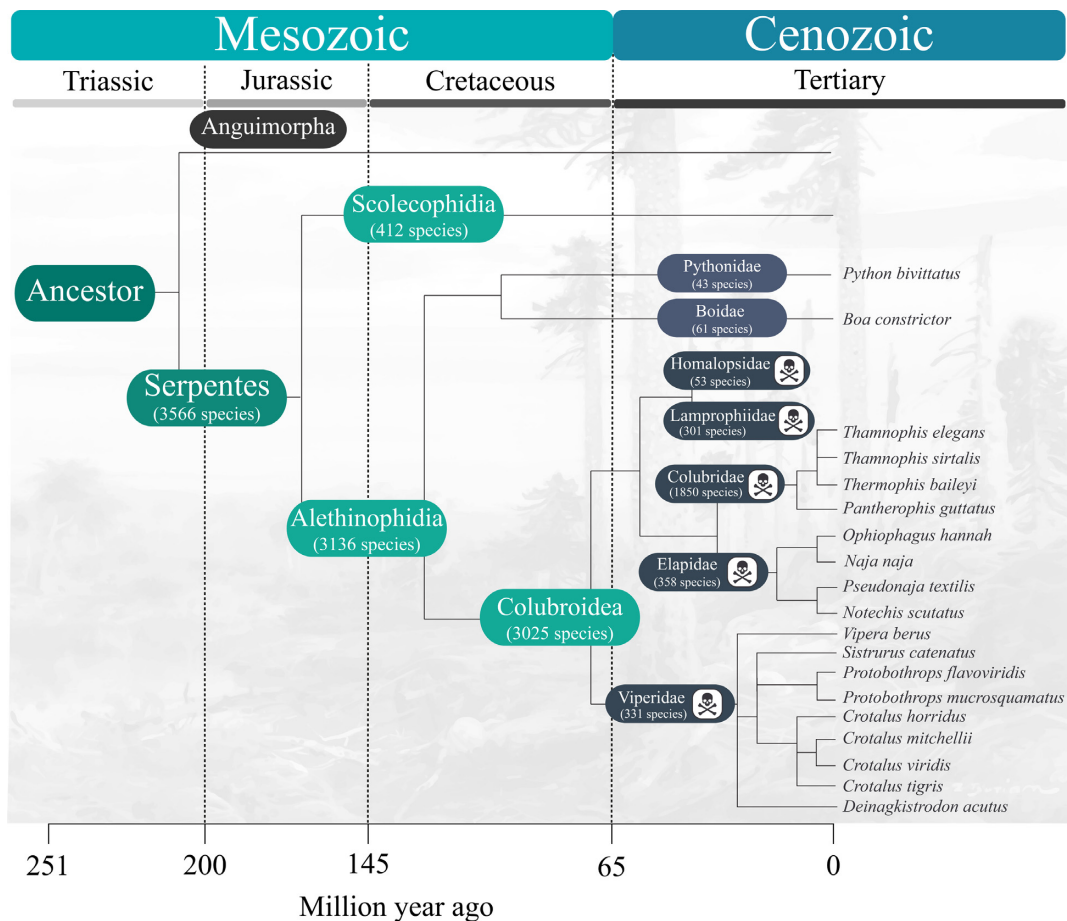 Mesozoic
Cenozoic
Triassic
Jurassic
Cretaceous
Tertiary
Anguimorpha
Scolecophidia
(412 species)
Pythonidae
(43 species)
Python bivittatus
Ancestor
Boidae
(61 species)
Boa constrictor
Homalopsidae
(53 species)
Serpentes
(3566 species)
Lamprophiidae
(301 species)
Thamnophis elegans
Thamnophis sirtalis
Colubridae
(1850 species)
Thermophis baileyi
Pantherophis guttatus
Alethinophidia
(3136 species)
Ophiophagus hannah
Naja naja
Elapidae
(358 species)
Pseudonaja textilis
Notechis scutatus
Colubroidea
(3025 species)
Vipera berus
Sistrurus catenatus
Protobothrops flavoviridis
Viperidae
(331 species)
Protobothrops mucrosquamatus
Crotalus horridus
Crotalus mitchellii
Crotalus viridis
Crotalus tigris
Deinagkistrodon acutus
251
200
145
65
0
Million year ago